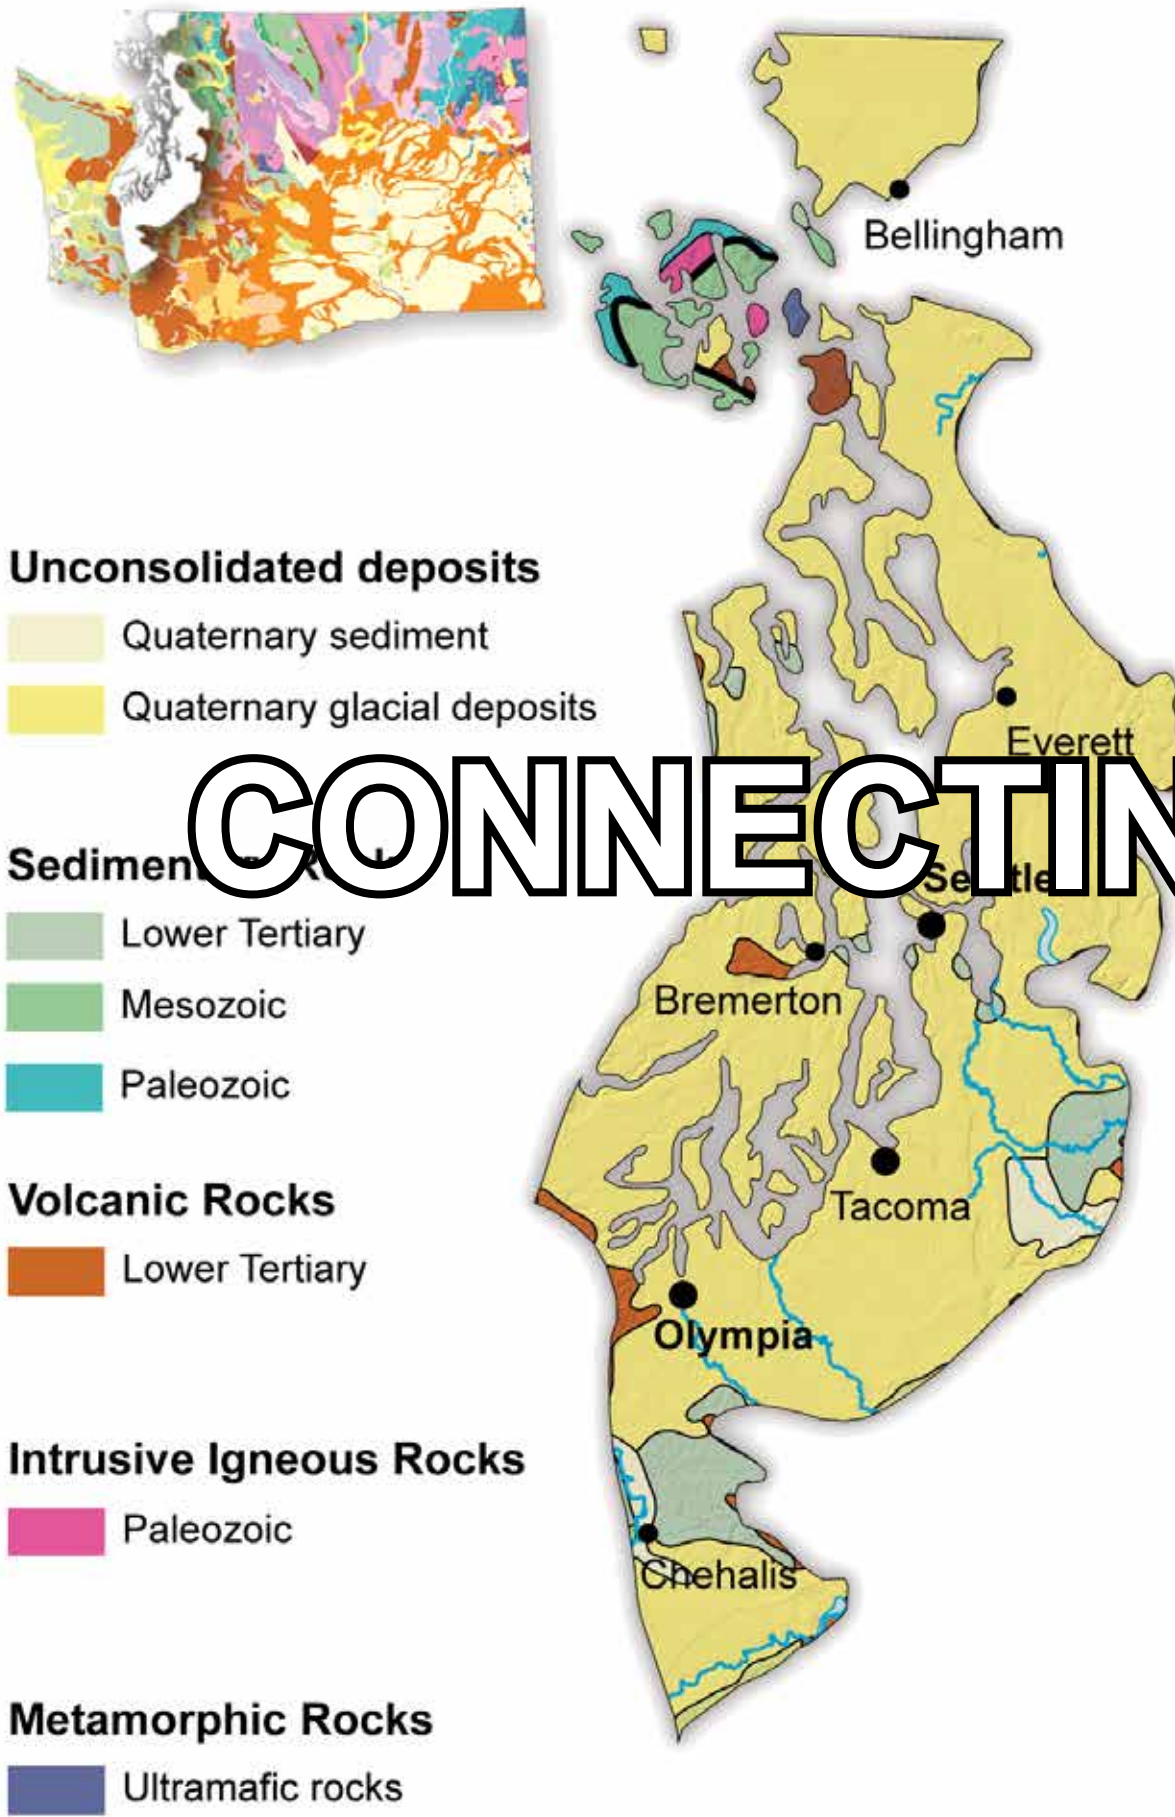 Bellingham
Unconsolidated deposits
Quaternary sediment
Quaternary glacial deposits
Everett
CONNECTIN
Lower Tertiary
Mesozoic
Bremerton
Paleozoic
Tacoma
Volcanic Rocks
Lower Tertiary
Olympia
Intrusive Igneous Rocks
Paleozoic
Chehalis
Metamorphic Rocks
Ultramafic rocks